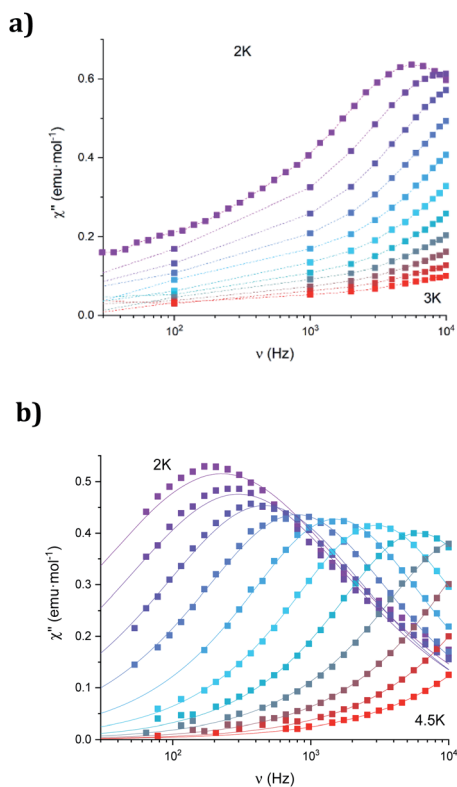 a)
2K
0.6
0.4
0.2
0.0
χ" (emu·mol⁻¹)
3K
10² 10³ 10⁴
ν (Hz)
b)
2K
0.5
0.4
0.3
0.2
0.1
0.0
χ" (emu·mol⁻¹)
4.5K
10² 10³ 10⁴
ν (Hz)